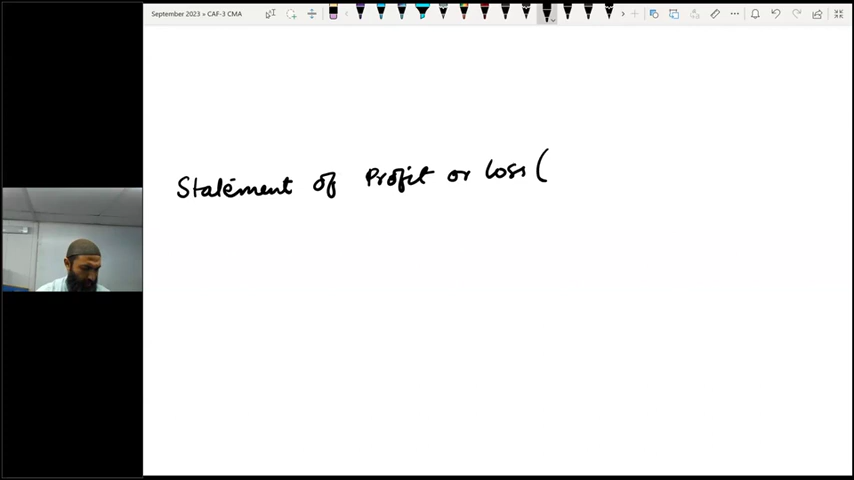 September 2023 » CAF-3 CMA
Statement of Profit or loss (